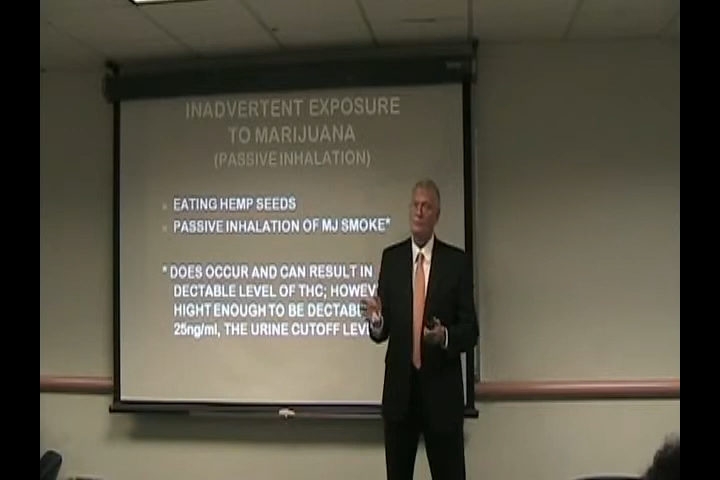 INADVERTENT EXPOSURE
TO MARIJUANA
(PASSIVE INHALATION)
EATING HEMP SEEDS
PASSIVE INHALATION OF MJ SMOKE*
* DOES OCCUR AND CAN RESULT IN
DECTABLE LEVEL OF THC; HOWEV
HIGHT ENOUGH TO BE DECTAB
25ng/ml, THE URINE CUTOFF LEV